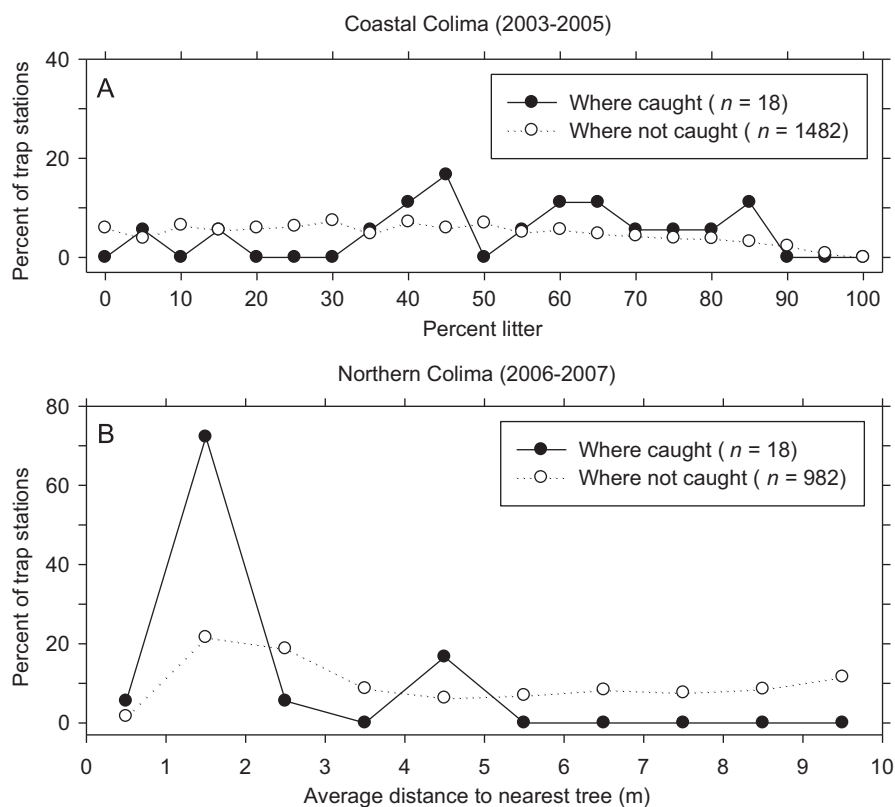 Coastal Colima (2003-2005)
A
Where caught ( n = 18)
Where not caught ( n = 1482)
Percent of trap stations
40
20
0
0 10 20 30 40 50 60 70 80 90 100
Percent litter
Northern Colima (2006-2007)
B
Where caught ( n = 18)
Where not caught ( n = 982)
Percent of trap stations
80
60
40
20
0
0 1 2 3 4 5 6 7 8 9 10
Average distance to nearest tree (m)